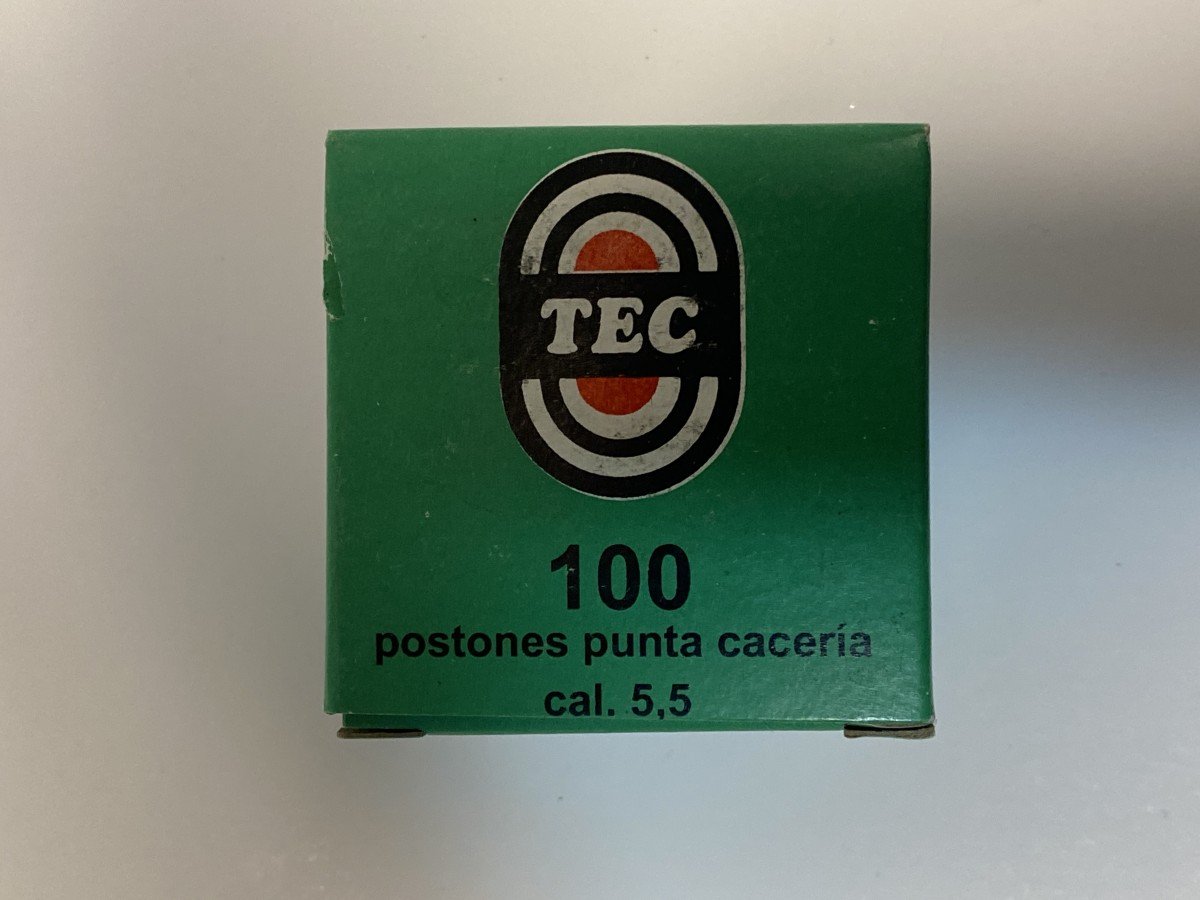 TEC
100
postones punta cacería
cal. 5,5